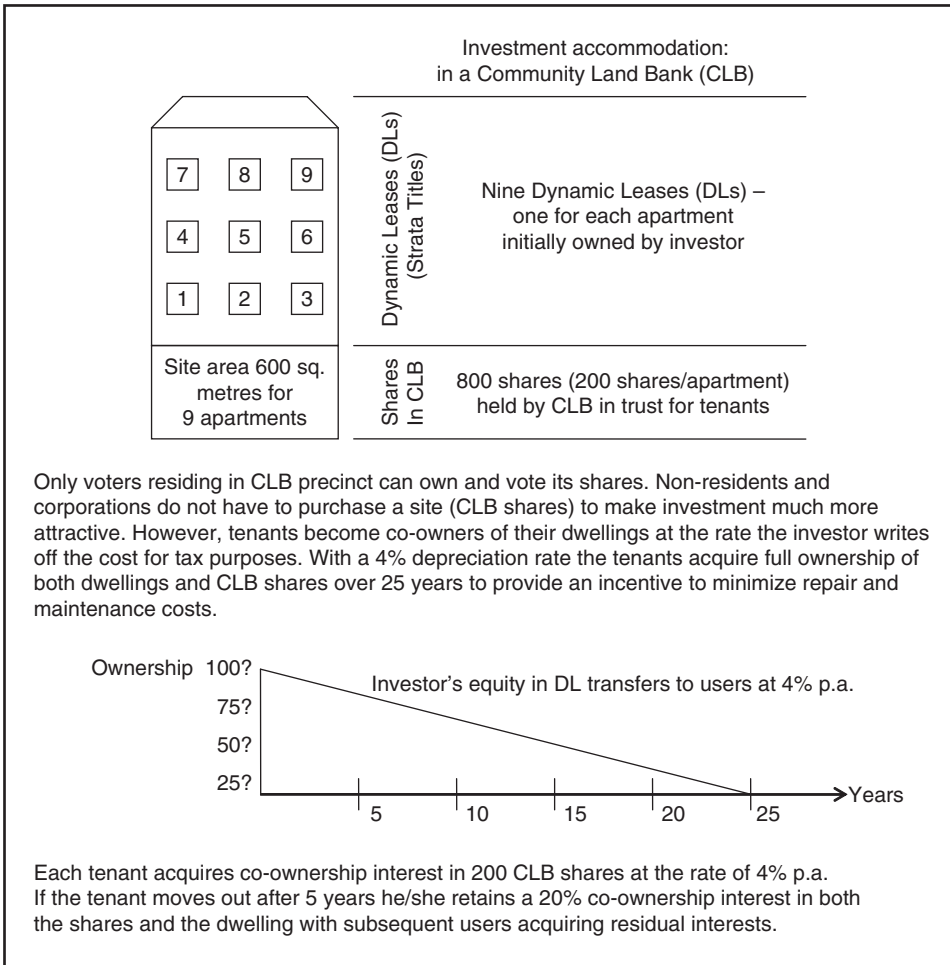 Investment accommodation:
in a Community Land Bank (CLB)
7 8 9
4 5 6
1 2 3
Dynamic Leases (DLs)
(Strata Titles)
Nine Dynamic Leases (DLs) –
one for each apartment
initially owned by investor
Site area 600 sq.
metres for
9 apartments
Shares
In CLB
800 shares (200 shares/apartment)
held by CLB in trust for tenants
Only voters residing in CLB precinct can own and vote its shares. Non-residents and
corporations do not have to purchase a site (CLB shares) to make investment much more
attractive. However, tenants become co-owners of their dwellings at the rate the investor writes
off the cost for tax purposes. With a 4% depreciation rate the tenants acquire full ownership of
both dwellings and CLB shares over 25 years to provide an incentive to minimize repair and
maintenance costs.
Ownership 100?
Investor's equity in DL transfers to users at 4% p.a.
75?
50?
25?
Years
5 10 15 20 25
Each tenant acquires co-ownership interest in 200 CLB shares at the rate of 4% p.a.
If the tenant moves out after 5 years he/she retains a 20% co-ownership interest in both
the shares and the dwelling with subsequent users acquiring residual interests.